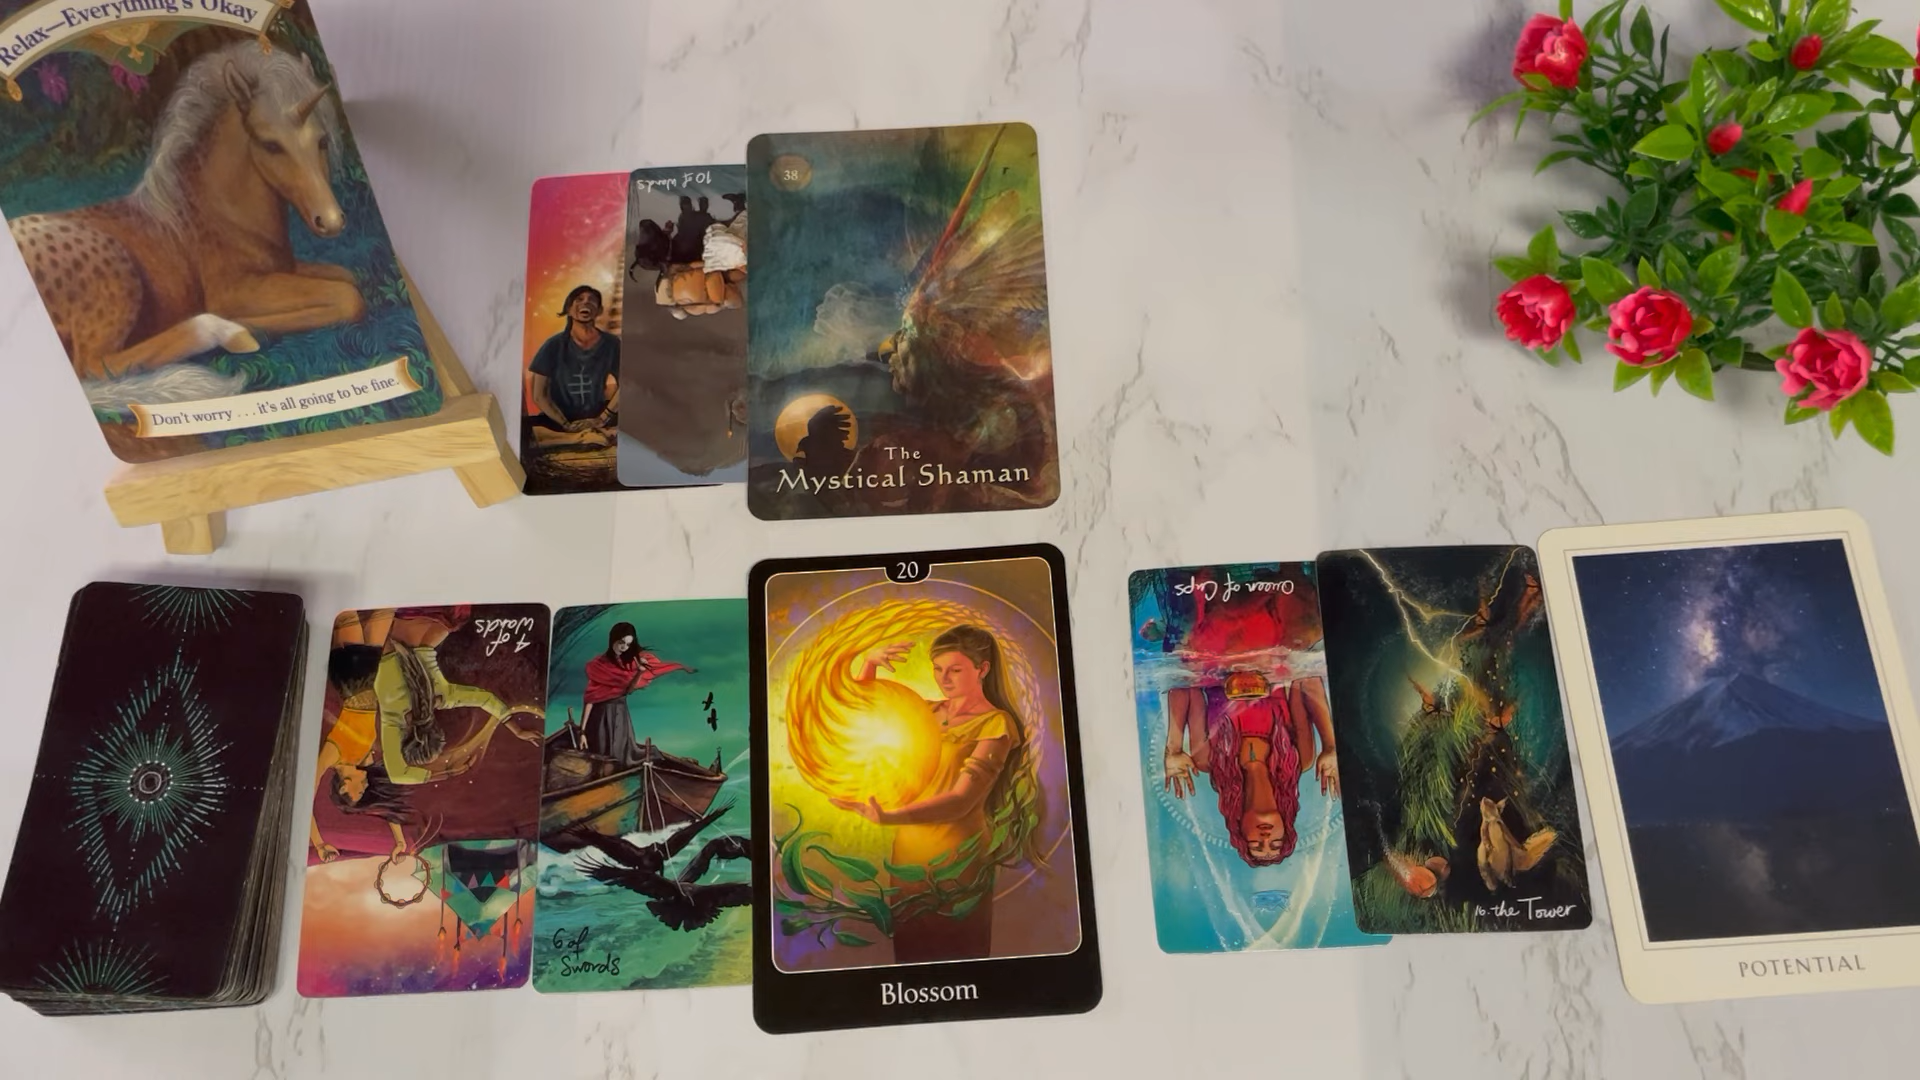 Relax—Everything's Okay
Don't worry . . . it's all going to be fine.
10 of Wands
38
The
Mystical Shaman
4 of
Wands
6 of
Swords
20
Blossom
Queen of Cups
16. the Tower
POTENTIAL